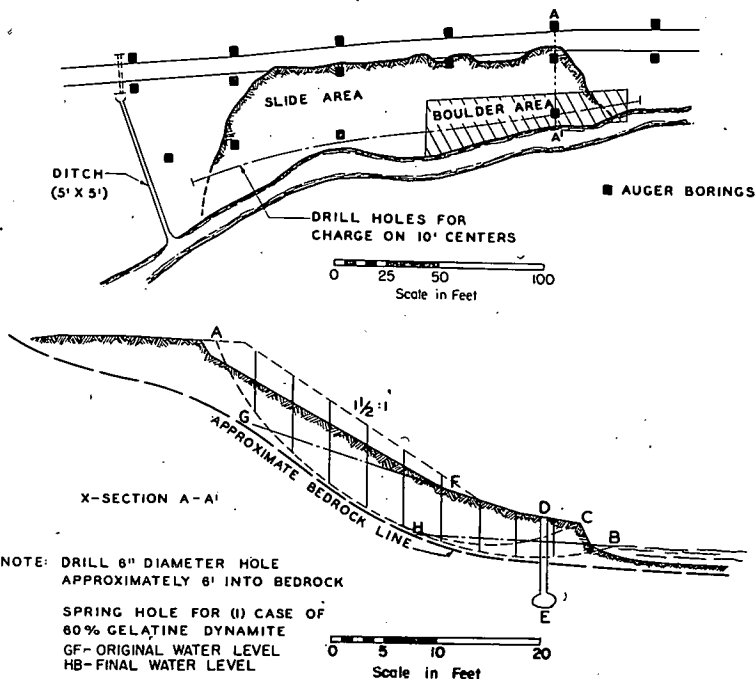 A
SLIDE AREA
BOULDER AREA
A'
DITCH
(5' X 5')
AUGER BORINGS
DRILL HOLES FOR
CHARGE ON 10' CENTERS
0 25 50 100
Scale in Feet
A
1½:1
G
F
APPROXIMATE BEDROCK LINE
X-SECTION A-A'
H
D
C
B
E
NOTE: DRILL 6" DIAMETER HOLE
APPROXIMATELY 6' INTO BEDROCK
SPRING HOLE FOR (1) CASE OF
60% GELATINE DYNAMITE
GF- ORIGINAL WATER LEVEL
HB- FINAL WATER LEVEL
0 5 10 20
Scale in Feet